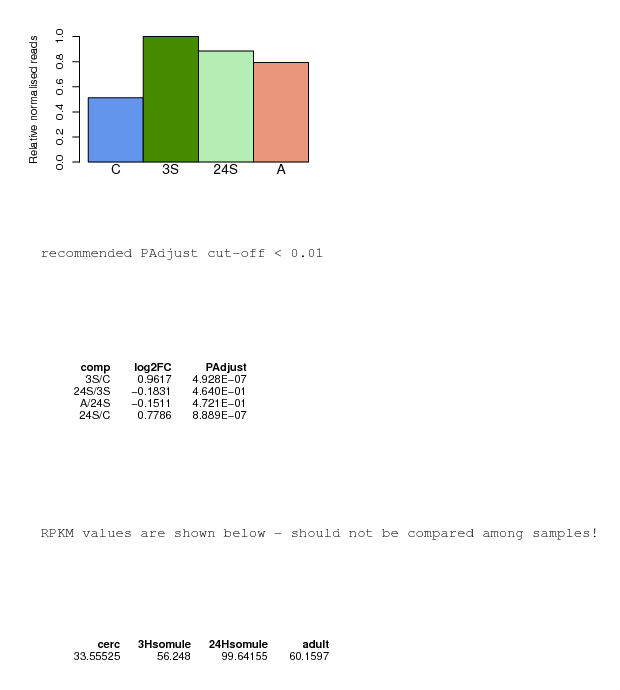 Relative normalised reads
1.0
0.8
0.6
0.4
0.2
0.0
C 3S 24S A
recommended PAdjust cut-off < 0.01
comp log2FC PAdjust
3S/C 0.9617 4.928E−07
24S/3S −0.1831 4.640E−01
A/24S −0.1511 4.721E−01
24S/C 0.7786 8.889E−07
RPKM values are shown below - should not be compared among samples!
cerc 3Hsomule 24Hsomule adult
33.55525 56.248 99.64155 60.1597